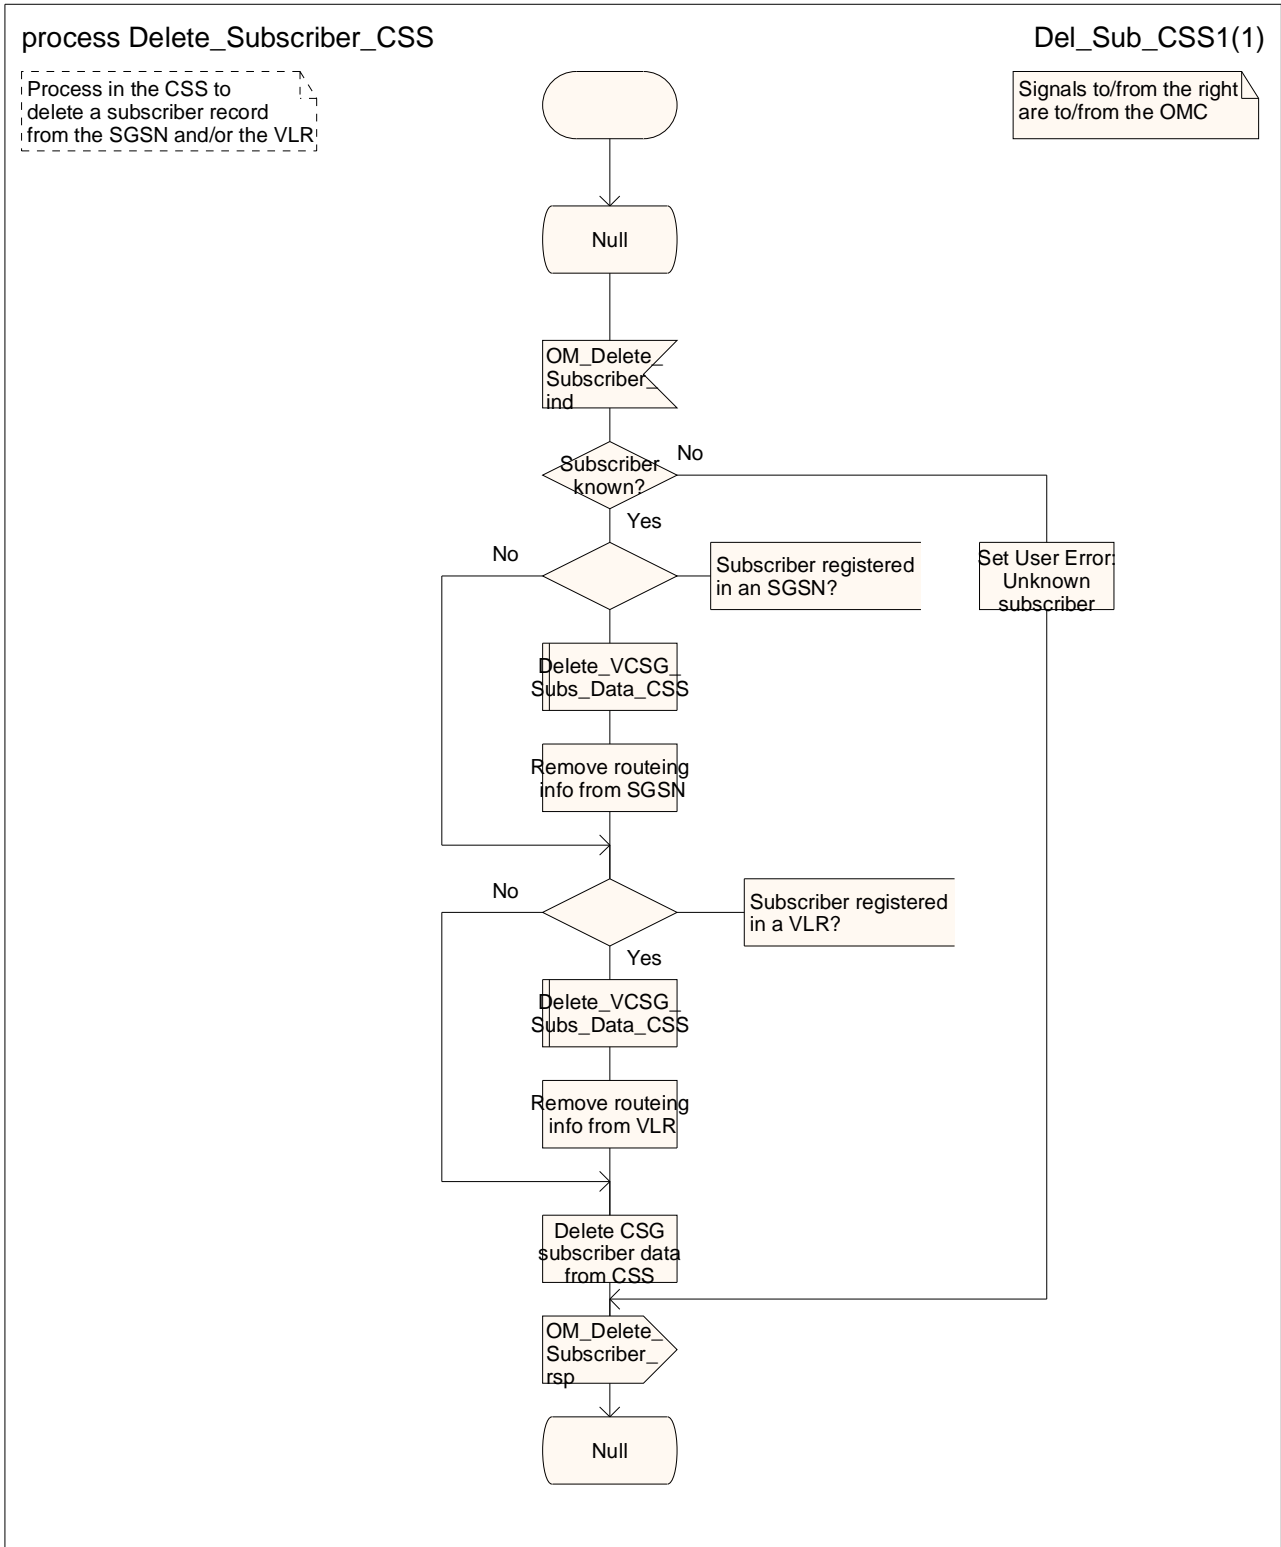 process Delete_Subscriber_CSS
Del_Sub_CSS1(1)
Process in the CSS to
delete a subscriber record
from the SGSN and/or the VLR
Signals to/from the right
are to/from the OMC
Null
OM_Delete_
Subscriber_
ind
Subscriber
known?
No
Yes
No
Subscriber registered
in an SGSN?
Set User Error:
Unknown
subscriber
Delete_VCSG_
Subs_Data_CSS
Remove routeing
info from SGSN
No
Subscriber registered
in a VLR?
Yes
Delete_VCSG_
Subs_Data_CSS
Remove routeing
info from VLR
Delete CSG
subscriber data
from CSS
OM_Delete_
Subscriber_
rsp
Null